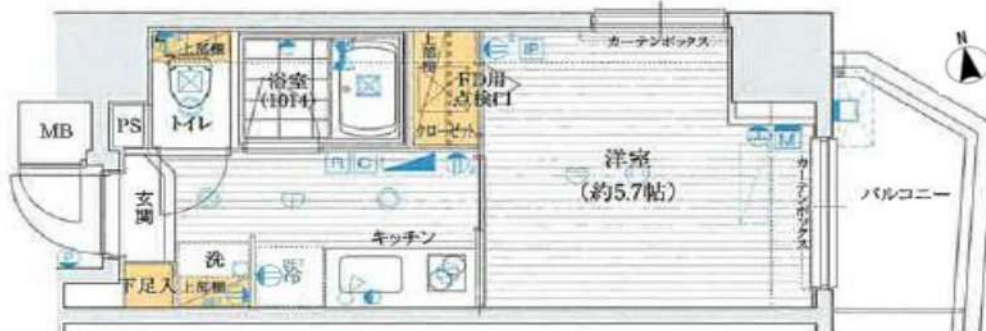 上部棚
浴室
(1014)
上部棚
FD用
点検口
クローゼット
IP
カーテンボックス
N
MB
PS
トイレ
R
C
洋室
(約5.7帖)
M
カーテンボックス
バルコニー
玄関
キッチン
洗
冷
下足入
上部棚